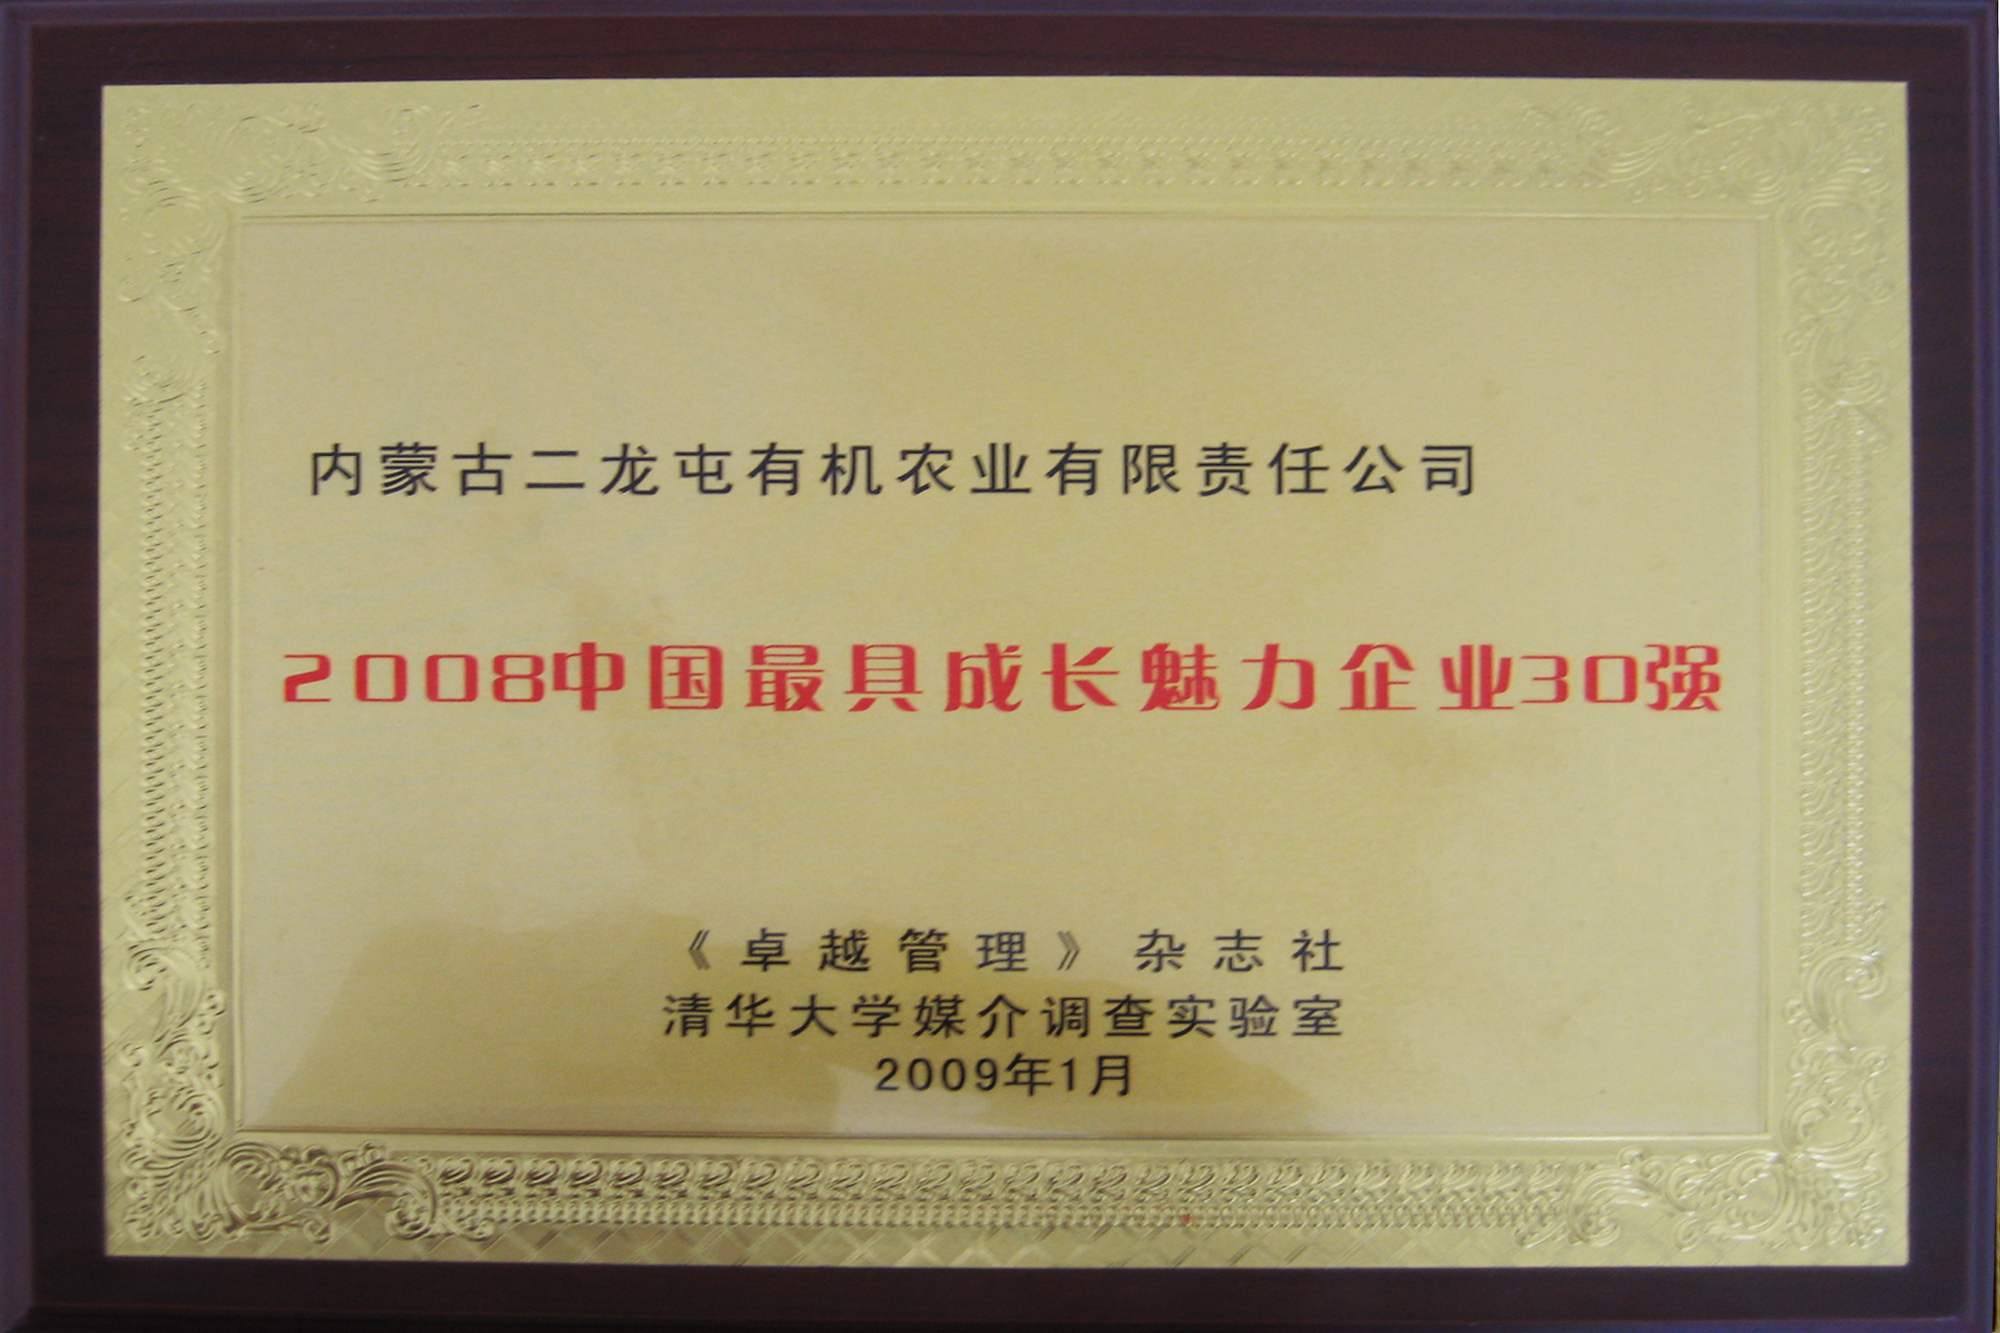 内蒙古二龙屯有机农业有限责任公司
2008中国最具成长魅力企业30强
《卓越管理》杂志社
清华大学媒介调查实验室
2009年1月